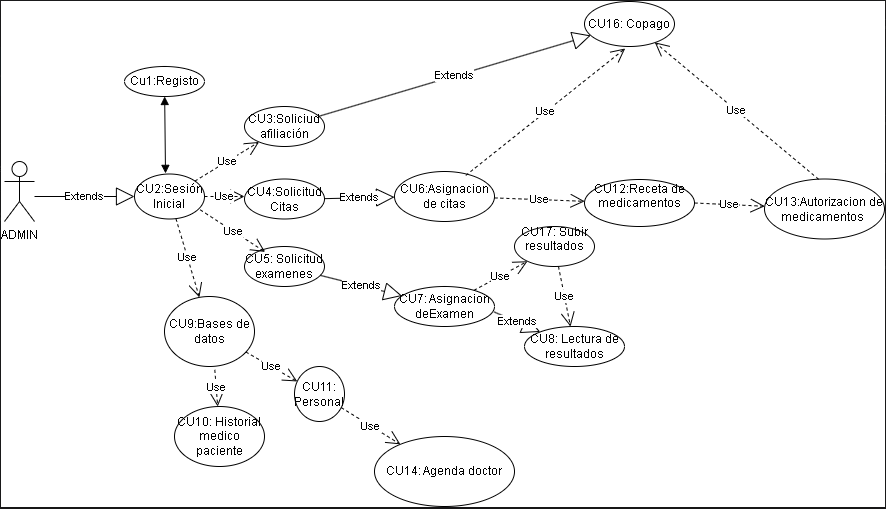 CU16: Copago
Extends
Cu1:Registo
Use
Use
CU3:Soliciud
afiliación
Use
CU2:Sesión
Inicial
Extends
ADMIN
Use
CU4:Solicitud
Citas
Extends
CU6:Asignacion
de citas
Use
CU12:Receta de
medicamentos
Use
CU13:Autorizacion de
medicamentos
Use
CU5: Solicitud
examenes
CU17: Subir
resultados
Use
Use
Extends
CU7: Asignacion
deExamen
Use
Extends
CU8: Lectura de
resultados
CU9:Bases de
datos
Use
Use
CU11:
Personal
CU10: Historial
medico
paciente
Use
CU14: Agenda doctor